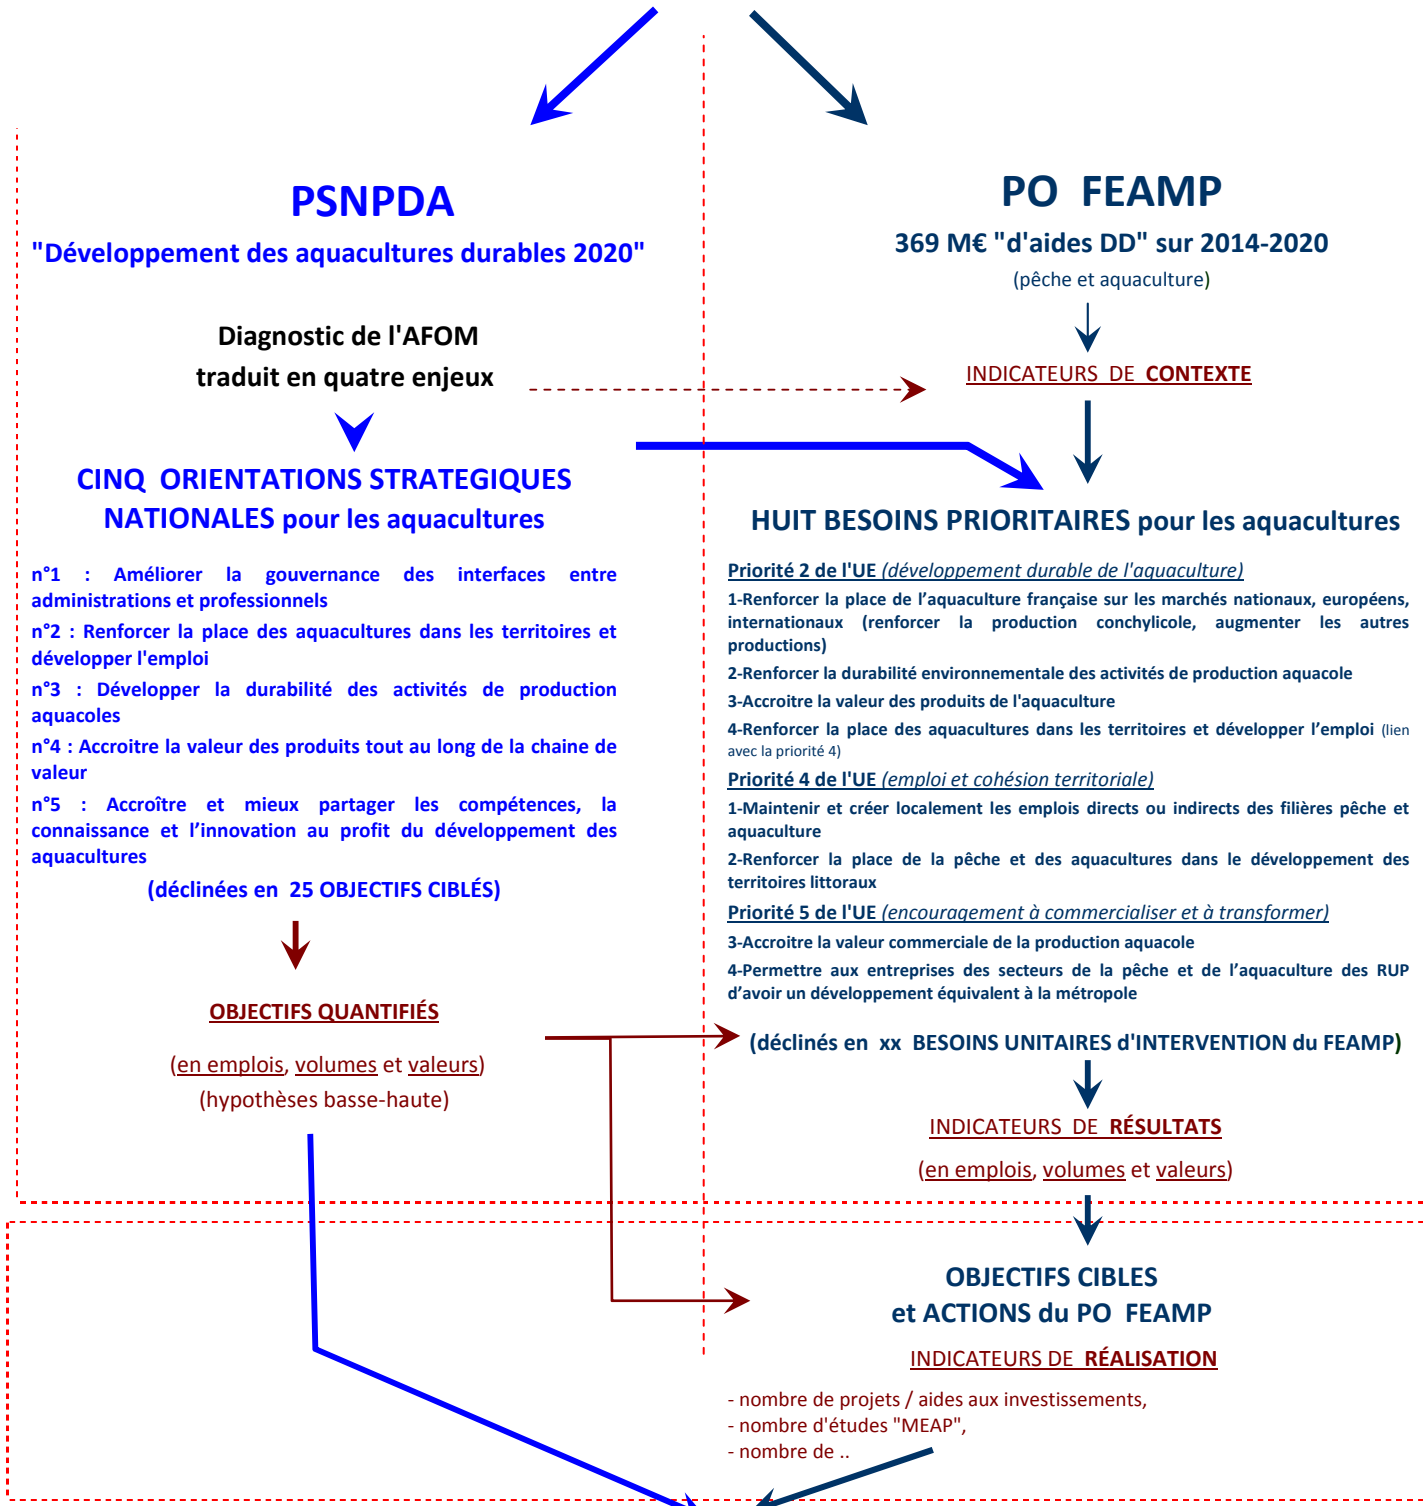 PSNPDA
"Développement des aquacultures durables 2020"
Diagnostic de l'AFOM
traduit en quatre enjeux
CINQ ORIENTATIONS STRATEGIQUES
NATIONALES pour les aquacultures
n°1 : Améliorer la gouvernance des interfaces entre
administrations et professionnels
n°2 : Renforcer la place des aquacultures dans les territoires et
développer l'emploi
n°3 : Développer la durabilité des activités de production
aquacoles
n°4 : Accroitre la valeur des produits tout au long de la chaine de
valeur
n°5 : Accroître et mieux partager les compétences, la
connaissance et l’innovation au profit du développement des
aquacultures
(déclinées en 25 OBJECTIFS CIBLÉS)
OBJECTIFS QUANTIFIÉS
(en emplois, volumes et valeurs)
(hypothèses basse-haute)
PO FEAMP
369 M€ "d'aides DD" sur 2014-2020
(pêche et aquaculture)
INDICATEURS DE CONTEXTE
HUIT BESOINS PRIORITAIRES pour les aquacultures
Priorité 2 de l'UE (développement durable de l'aquaculture)
1-Renforcer la place de l’aquaculture française sur les marchés nationaux, européens,
internationaux (renforcer la production conchylicole, augmenter les autres
productions)
2-Renforcer la durabilité environnementale des activités de production aquacole
3-Accroitre la valeur des produits de l'aquaculture
4-Renforcer la place des aquacultures dans les territoires et développer l’emploi (lien
avec la priorité 4)
Priorité 4 de l'UE (emploi et cohésion territoriale)
1-Maintenir et créer localement les emplois directs ou indirects des filières pêche et
aquaculture
2-Renforcer la place de la pêche et des aquacultures dans le développement des
territoires littoraux
Priorité 5 de l'UE (encouragement à commercialiser et à transformer)
3-Accroitre la valeur commerciale de la production aquacole
4-Permettre aux entreprises des secteurs de la pêche et de l’aquaculture des RUP
d’avoir un développement équivalent à la métropole
(déclinés en xx BESOINS UNITAIRES d'INTERVENTION du FEAMP)
INDICATEURS DE RÉSULTATS
(en emplois, volumes et valeurs)
OBJECTIFS CIBLES
et ACTIONS du PO FEAMP
INDICATEURS DE RÉALISATION
- nombre de projets / aides aux investissements,
- nombre d'études "MEAP",
- nombre de ..